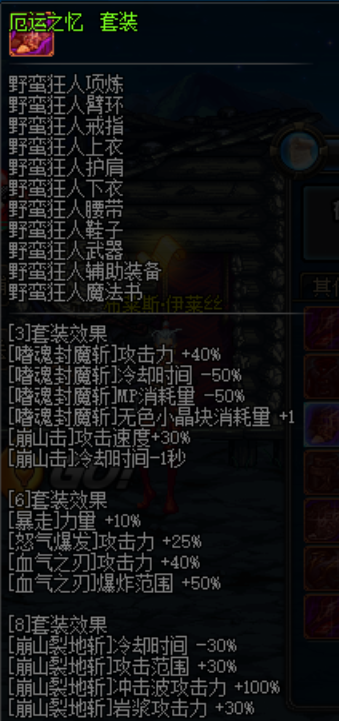 厄运之忆 套装
野蛮狂人项炼
野蛮狂人臂环
野蛮狂人戒指
野蛮狂人上衣
野蛮狂人护肩
野蛮狂人下衣
野蛮狂人腰带
野蛮狂人鞋子
野蛮狂人武器
野蛮狂人辅助装备
野蛮狂人魔法书
莱斯·伊莱丝
[3]套装效果
[嗜魂封魔斩]攻击力 +40%
[嗜魂封魔斩]冷却时间 -50%
[嗜魂封魔斩]MP消耗量 -50%
[嗜魂封魔斩]无色小晶块消耗量 +1
[崩山击]攻击速度+30%
[崩山击]冷却时间-1秒
GO!
[6]套装效果
[暴走]力量 +10%
[怒气爆发]攻击力 +25%
[血气之刃]攻击力 +40%
[血气之刃]爆炸范围 +50%
[8]套装效果
[崩山裂地斩]冷却时间 -30%
[崩山裂地斩]攻击范围 +30%
[崩山裂地斩]冲击波攻击力 +100%
[崩山裂地斩]岩浆攻击力 +30%